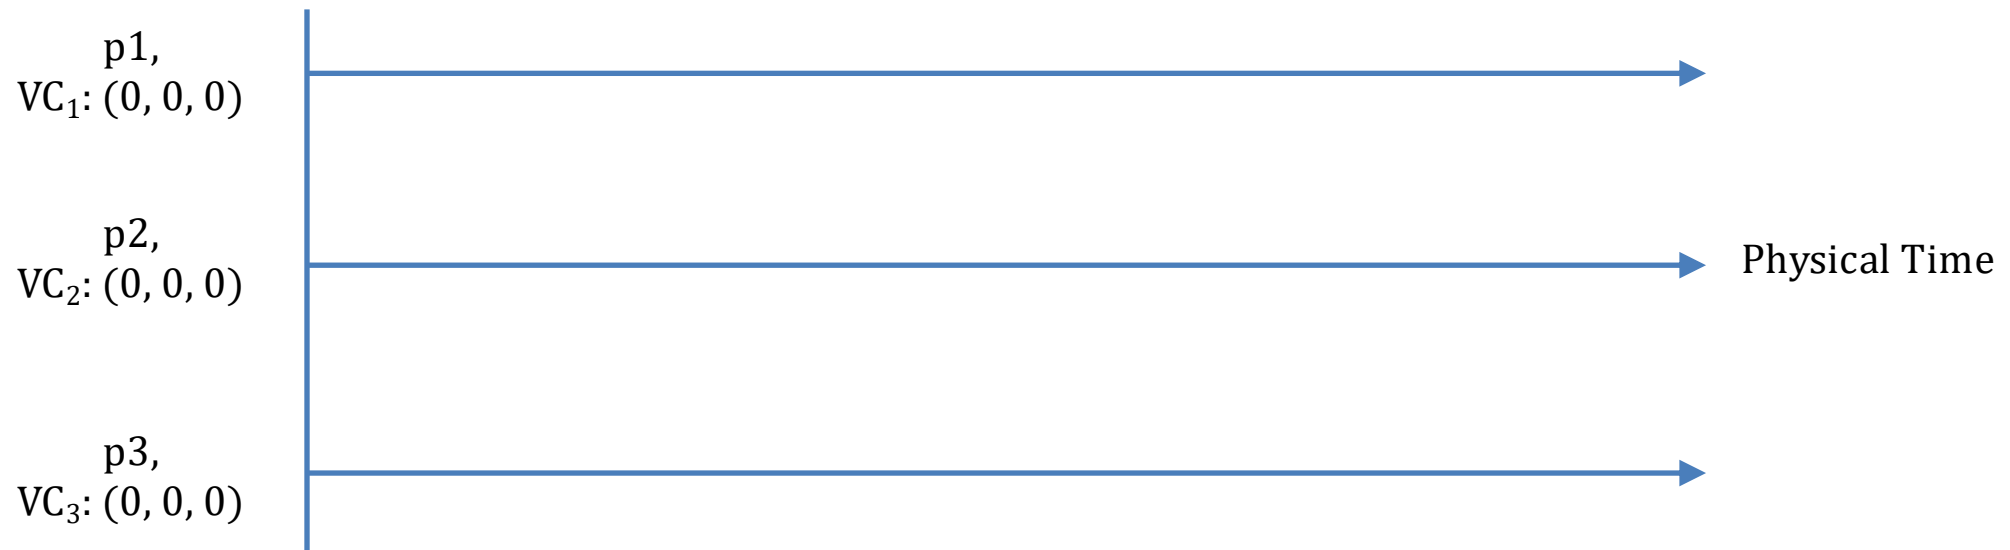 p1,
VC₁: (0, 0, 0)
p2,
VC₂: (0, 0, 0)
Physical Time
p3,
VC₃: (0, 0, 0)